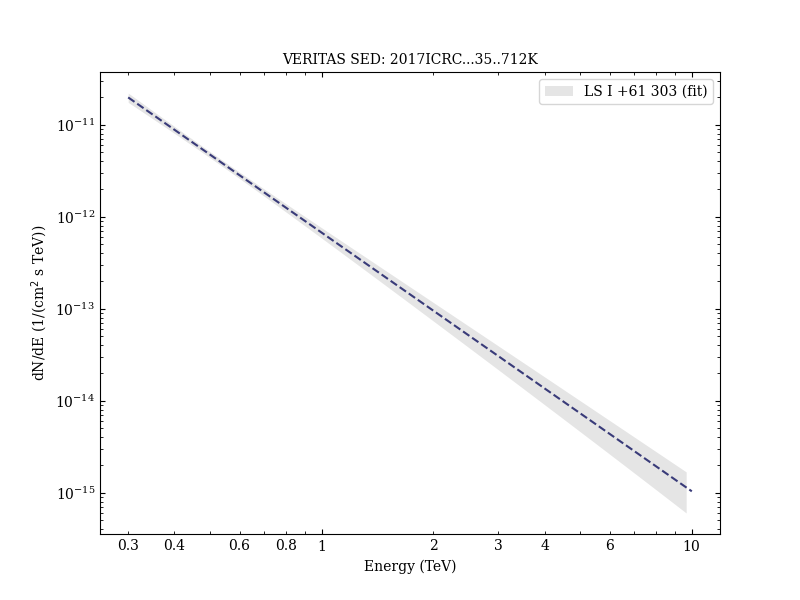 VERITAS SED: 2017ICRC...35..712K
LS I +61 303 (fit)
dN/dE (1/(cm² s TeV))
10⁻¹¹
10⁻¹²
10⁻¹³
10⁻¹⁴
10⁻¹⁵
0.3 0.4 0.6 0.8 1 2 3 4 6 10
Energy (TeV)